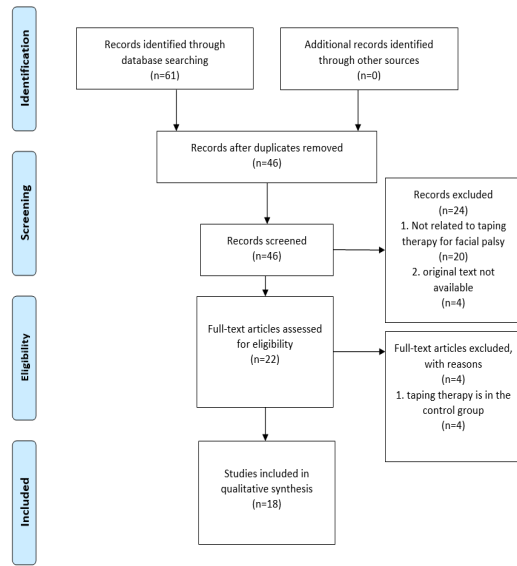 Identification
Records identified through
database searching
(n=61)
Additional records identified
through other sources
(n=0)
Records after duplicates removed
(n=46)
Screening
Records screened
(n=46)
Records excluded
(n=24)
1. Not related to taping
therapy for facial palsy
(n=20)
2. original text not
available
(n=4)
Eligibility
Full-text articles assessed
for eligibility
(n=22)
Full-text articles excluded,
with reasons
(n=4)
1. taping therapy is in the
control group
(n=4)
Included
Studies included in
qualitative synthesis
(n=18)